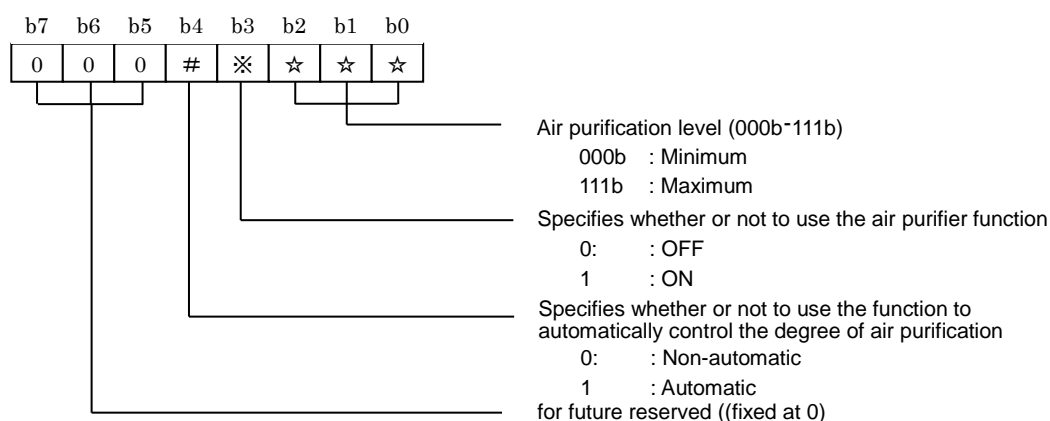 b7 b6 b5 b4 b3 b2 b1 b0
0 0 0 # ※ ☆ ☆ ☆
Air purification level (000b-111b)
000b : Minimum
111b : Maximum
Specifies whether or not to use the air purifier function
0: : OFF
1 : ON
Specifies whether or not to use the function to
automatically control the degree of air purification
0: : Non-automatic
1 : Automatic
for future reserved ((fixed at 0)